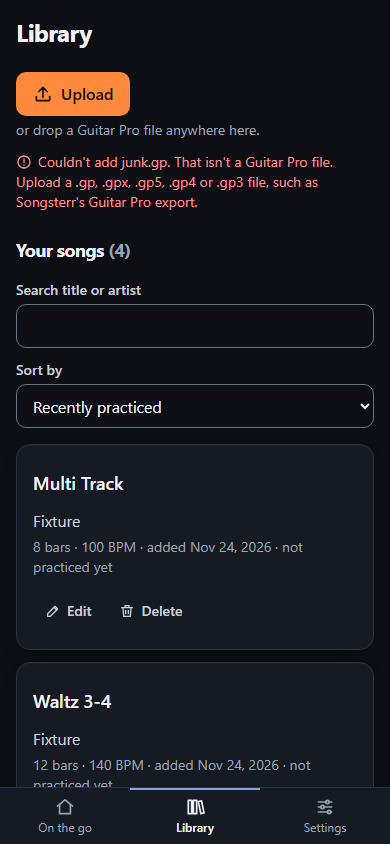 Library
Upload
or drop a Guitar Pro file anywhere here.
Couldn't add junk.gp. That isn't a Guitar Pro file.
Upload a .gp, .gpx, .gp5, .gp4 or .gp3 file, such as
Songsterr's Guitar Pro export.
Your songs (4)
Search title or artist
Sort by
Recently practiced
Multi Track
Fixture
8 bars · 100 BPM · added Nov 24, 2026 · not
practiced yet
Edit
Delete
Waltz 3-4
Fixture
12 bars · 140 BPM · added Nov 24, 2026 · not
practiced yet
On the go
Library
Settings